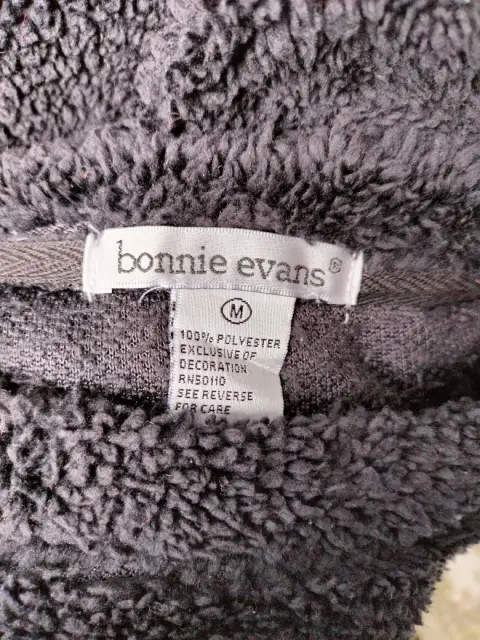 bonnie evans®
M
100% POLYESTER
EXCLUSIVE OF
DECORATION
RN50110
SEE REVERSE
FOR CARE